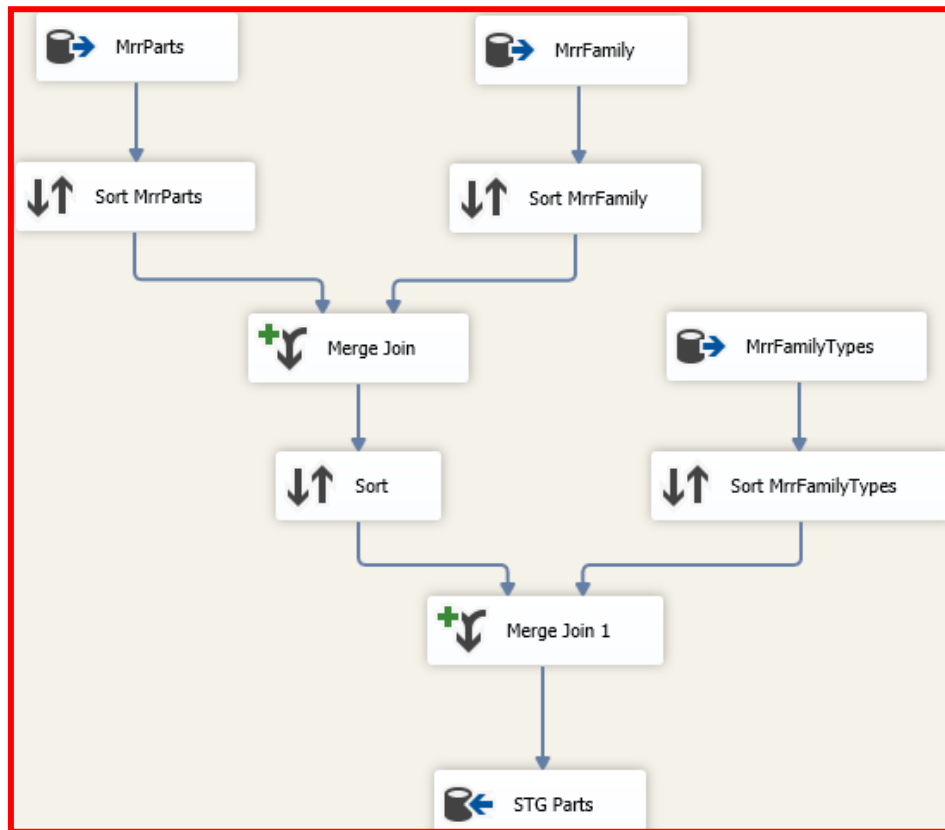 MrrParts
MrrFamily
Sort MrrParts
Sort MrrFamily
Merge Join
MrrFamilyTypes
Sort
Sort MrrFamilyTypes
Merge Join 1
STG Parts